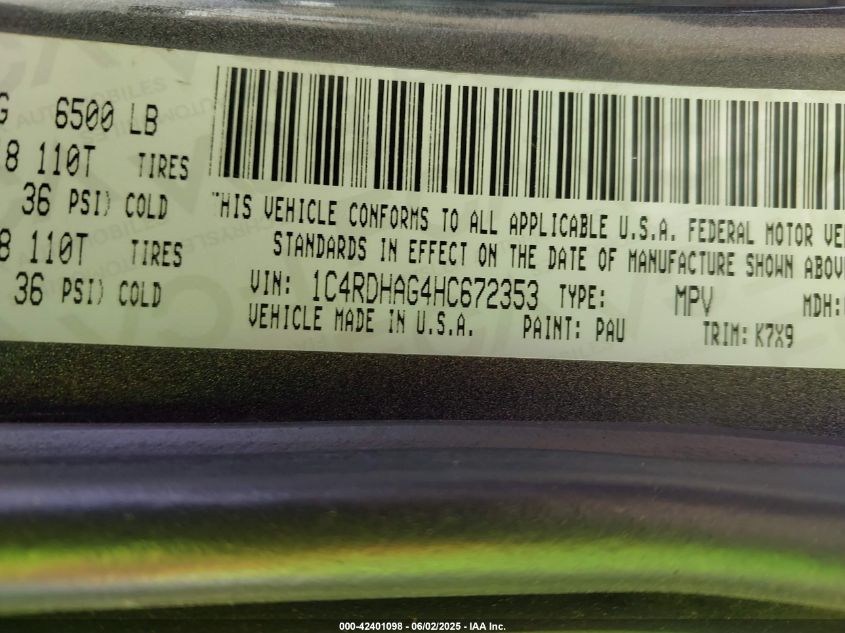 G 6500 LB
8 110T TIRES
36 PSI) COLD
8 110T TIRES
36 PSI) COLD
THIS VEHICLE CONFORMS TO ALL APPLICABLE U.S.A. FEDERAL MOTOR VE
STANDARDS IN EFFECT ON THE DATE OF MANUFACTURE SHOWN ABOV
VIN: 1C4RDHAG4HC672353 TYPE: MPV MDH:
VEHICLE MADE IN U.S.A. PAINT: PAU TRIM: K7X9
000-42401098 - 06/02/2025 - IAA Inc.